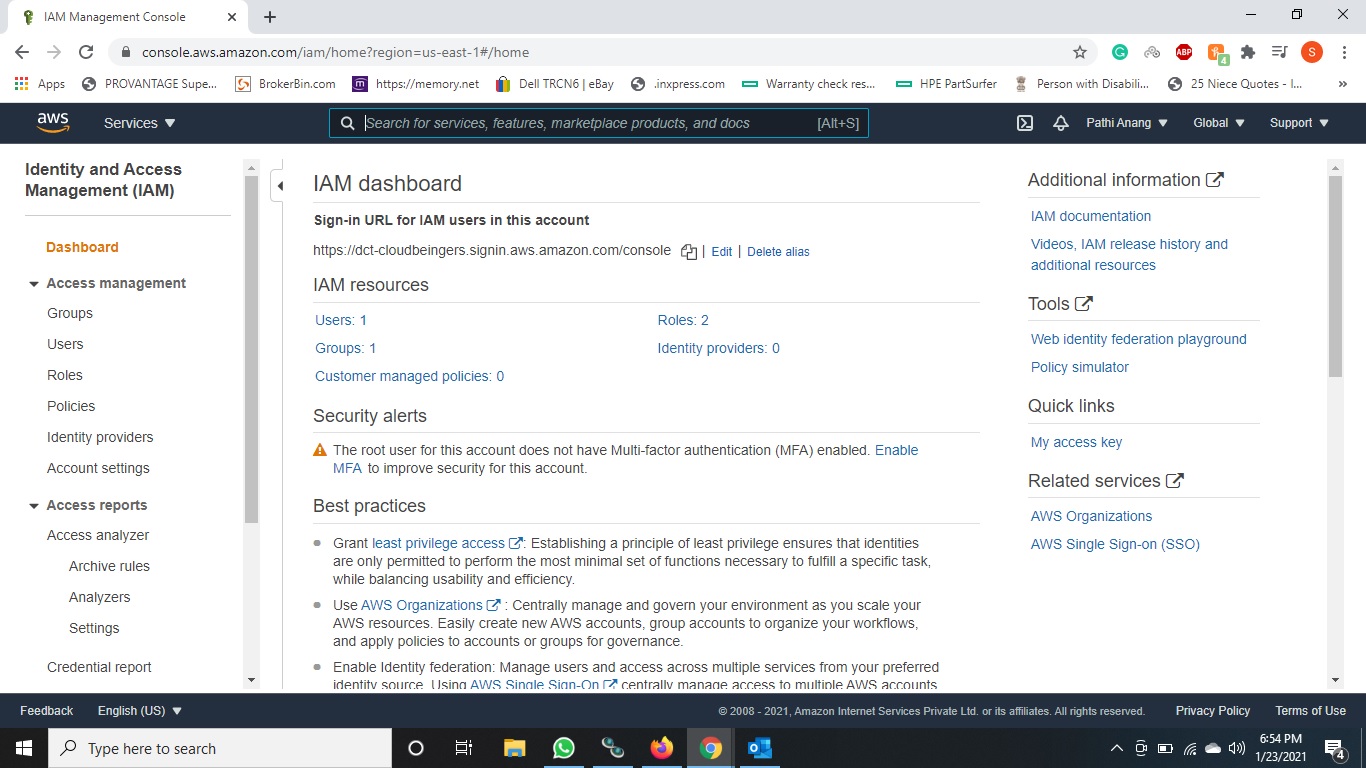 IAM Management Console
console.aws.amazon.com/iam/home?region=us-east-1#/home
ABP
4
S
Apps
PROVANTAGE Supe...
BrokerBin.com
https://memory.net
Dell TRCN6 | eBay
.inxpress.com
Warranty check res...
HPE PartSurfer
Person with Disabili...
25 Niece Quotes - I...
aws
Services
Search for services, features, marketplace products, and docs
[Alt+S]
Pathi Anang
Global
Support
Identity and Access
Management (IAM)
Dashboard
Access management
Groups
Users
Roles
Policies
Identity providers
Account settings
Access reports
Access analyzer
Archive rules
Analyzers
Settings
Credential report
IAM dashboard
Sign-in URL for IAM users in this account
https://dct-cloudbeingers.signin.aws.amazon.com/console | Edit | Delete alias
IAM resources
Users: 1
Roles: 2
Groups: 1
Identity providers: 0
Customer managed policies: 0
Security alerts
The root user for this account does not have Multi-factor authentication (MFA) enabled. Enable
MFA to improve security for this account.
Best practices
Grant least privilege access : Establishing a principle of least privilege ensures that identities
are only permitted to perform the most minimal set of functions necessary to fulfill a specific task,
while balancing usability and efficiency.
Use AWS Organizations : Centrally manage and govern your environment as you scale your
AWS resources. Easily create new AWS accounts, group accounts to organize your workflows,
and apply policies to accounts or groups for governance.
Enable Identity federation: Manage users and access across multiple services from your preferred
identity source. Using AWS Single Sign-On centrally manage access to multiple AWS accounts
Additional information
IAM documentation
Videos, IAM release history and
additional resources
Tools
Web identity federation playground
Policy simulator
Quick links
My access key
Related services
AWS Organizations
AWS Single Sign-on (SSO)
Feedback
English (US)
© 2008 - 2021, Amazon Internet Services Private Ltd. or its affiliates. All rights reserved.
Privacy Policy
Terms of Use
Type here to search
6:54 PM
1/23/2021
4